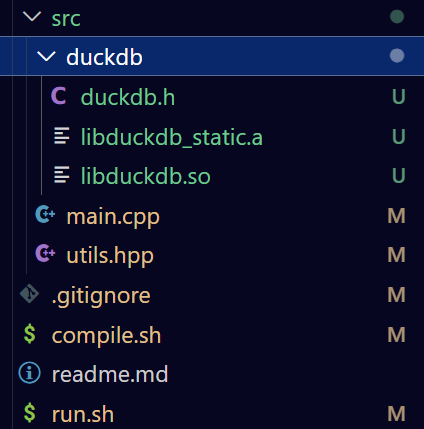 src
duckdb
C duckdb.h U
libduckdb_static.a U
libduckdb.so U
C++ main.cpp M
C++ utils.hpp M
.gitignore M
$ compile.sh M
readme.md
$ run.sh M